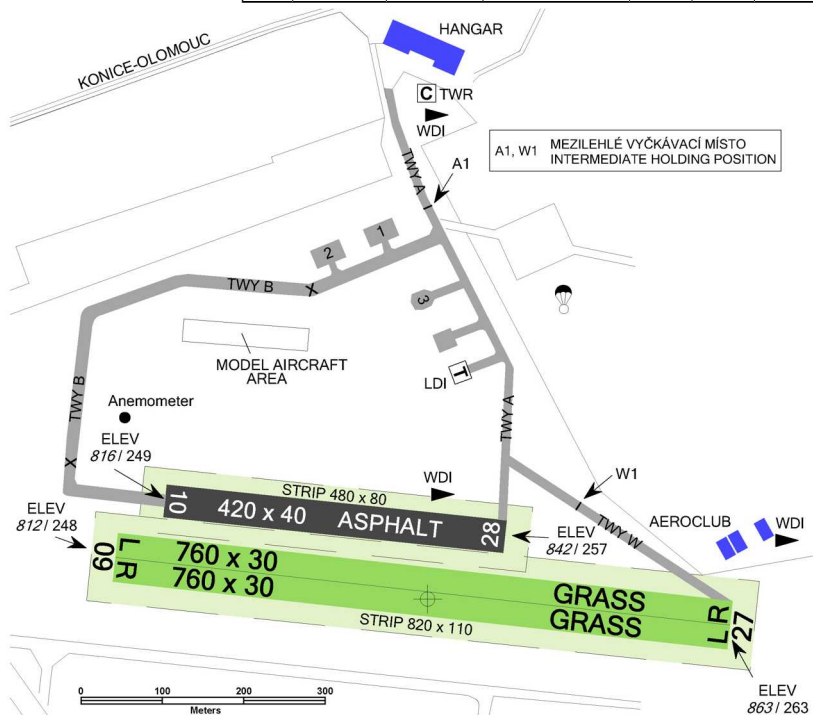 HANGAR
KONICE-OLOMOUC
C TWR
WDI
A1, W1 MEZILEHLÉ VYČKÁVACÍ MÍSTO
INTERMEDIATE HOLDING POSITION
TWY A
A1
1
2
TWY B
X
3
MODEL AIRCRAFT
AREA
T
LDI
TWY B
Anemometer
TWY A
ELEV
816 / 249
X
WDI
W1
STRIP 480 x 80
ELEV
812 / 248
10 420 x 40 ASPHALT 28
TWY W
AEROCLUB
WDI
ELEV
842 / 257
09 L 760 x 30 GRASS R 27
R 760 x 30 GRASS L
STRIP 820 x 110
ELEV
863 / 263
0 100 200 300
Meters